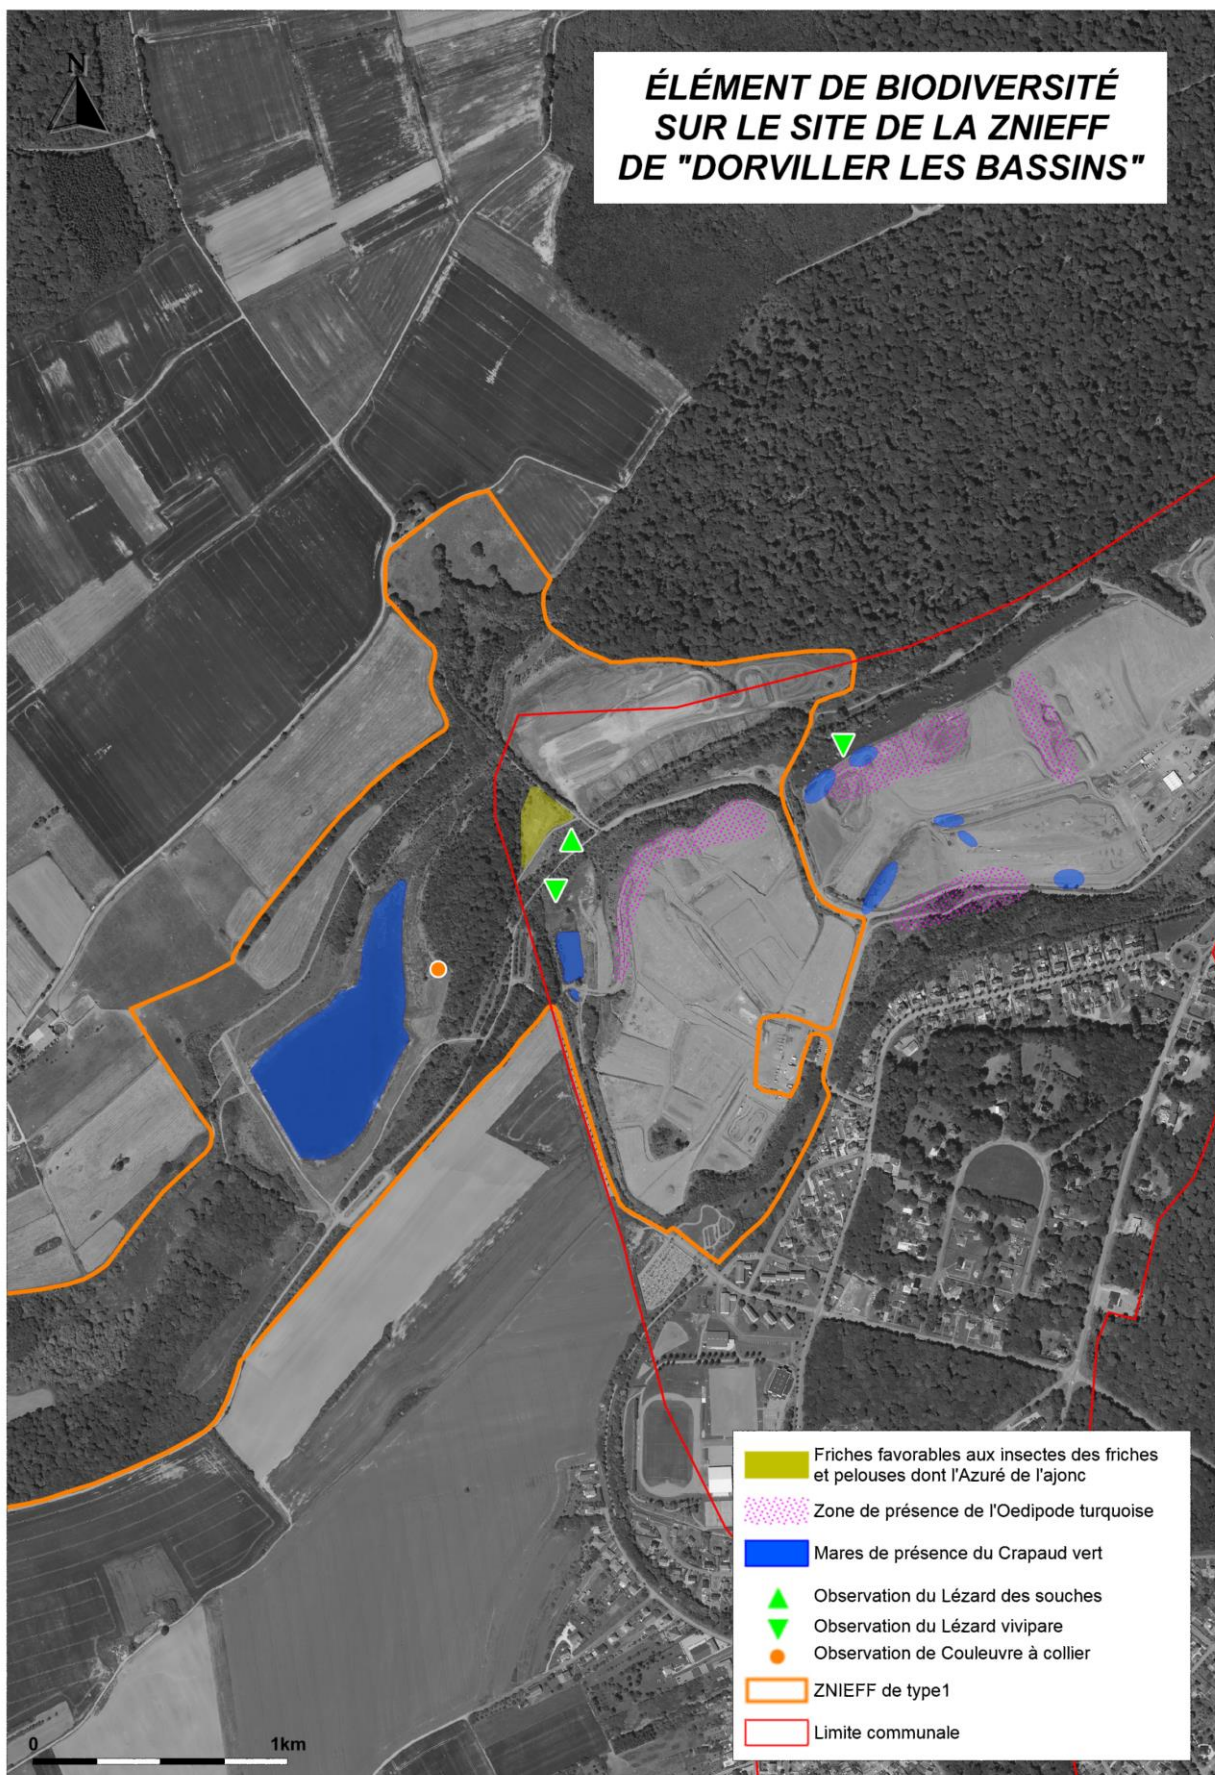 N
ÉLÉMENT DE BIODIVERSITÉ
SUR LE SITE DE LA ZNIEFF
DE "DORVILLER LES BASSINS"
Friches favorables aux insectes des friches
et pelouses dont l'Azuré de l'ajonc
Zone de présence de l'Oedipode turquoise
Mares de présence du Crapaud vert
Observation du Lézard des souches
Observation du Lézard vivipare
Observation de Couleuvre à collier
ZNIEFF de type1
Limite communale
0 1km